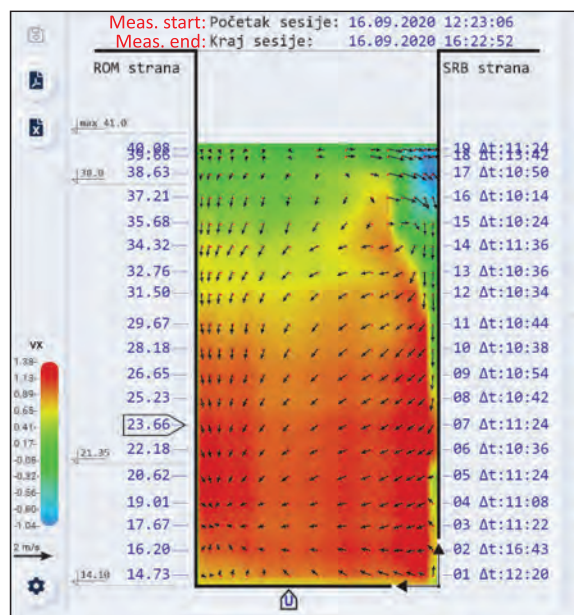 Meas. start: Početak sesije: 16.09.2020 12:23:06
Meas. end: Kraj sesije: 16.09.2020 16:22:52
ROM strana
SRB strana
max 41.0
38.0
21.35
14.10
40.08
39.66
38.63
37.21
35.68
34.32
32.76
31.50
29.67
28.18
26.65
25.23
23.66
22.18
20.62
19.01
17.67
16.20
14.73
19 Δt:11:24
18 Δt:13:42
17 Δt:10:50
16 Δt:10:14
15 Δt:10:24
14 Δt:11:36
13 Δt:10:36
12 Δt:10:34
11 Δt:10:44
10 Δt:10:38
09 Δt:10:54
08 Δt:10:42
07 Δt:11:24
06 Δt:10:36
05 Δt:11:24
04 Δt:11:08
03 Δt:11:22
02 Δt:16:43
01 Δt:12:20
VX
1.38
1.13
0.89
0.65
0.41
0.17
-0.08
-0.32
-0.56
-0.80
-1.04
2 m/s
U